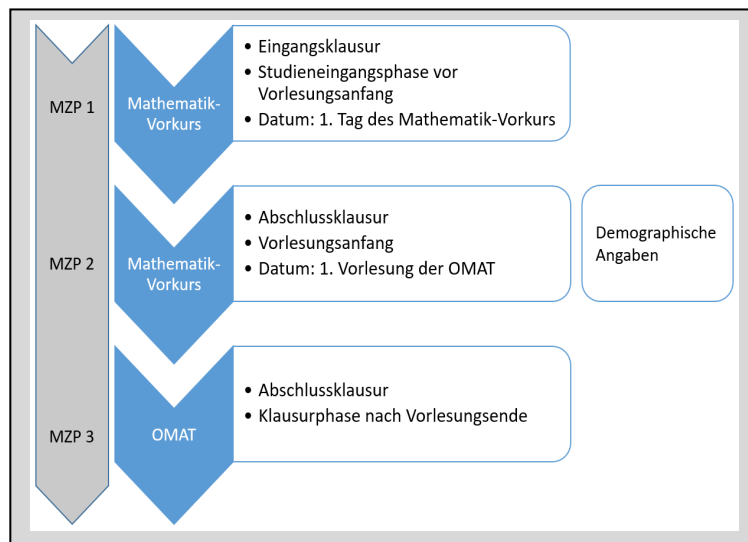 MZP 1
Mathematik-
Vorkurs
• Eingangsklausur
• Studieneingangsphase vor
Vorlesungsanfang
• Datum: 1. Tag des Mathematik-Vorkurs
MZP 2
Mathematik-
Vorkurs
• Abschlussklausur
• Vorlesungsanfang
• Datum: 1. Vorlesung der OMAT
Demographische
Angaben
MZP 3
OMAT
• Abschlussklausur
• Klausurphase nach Vorlesungsende